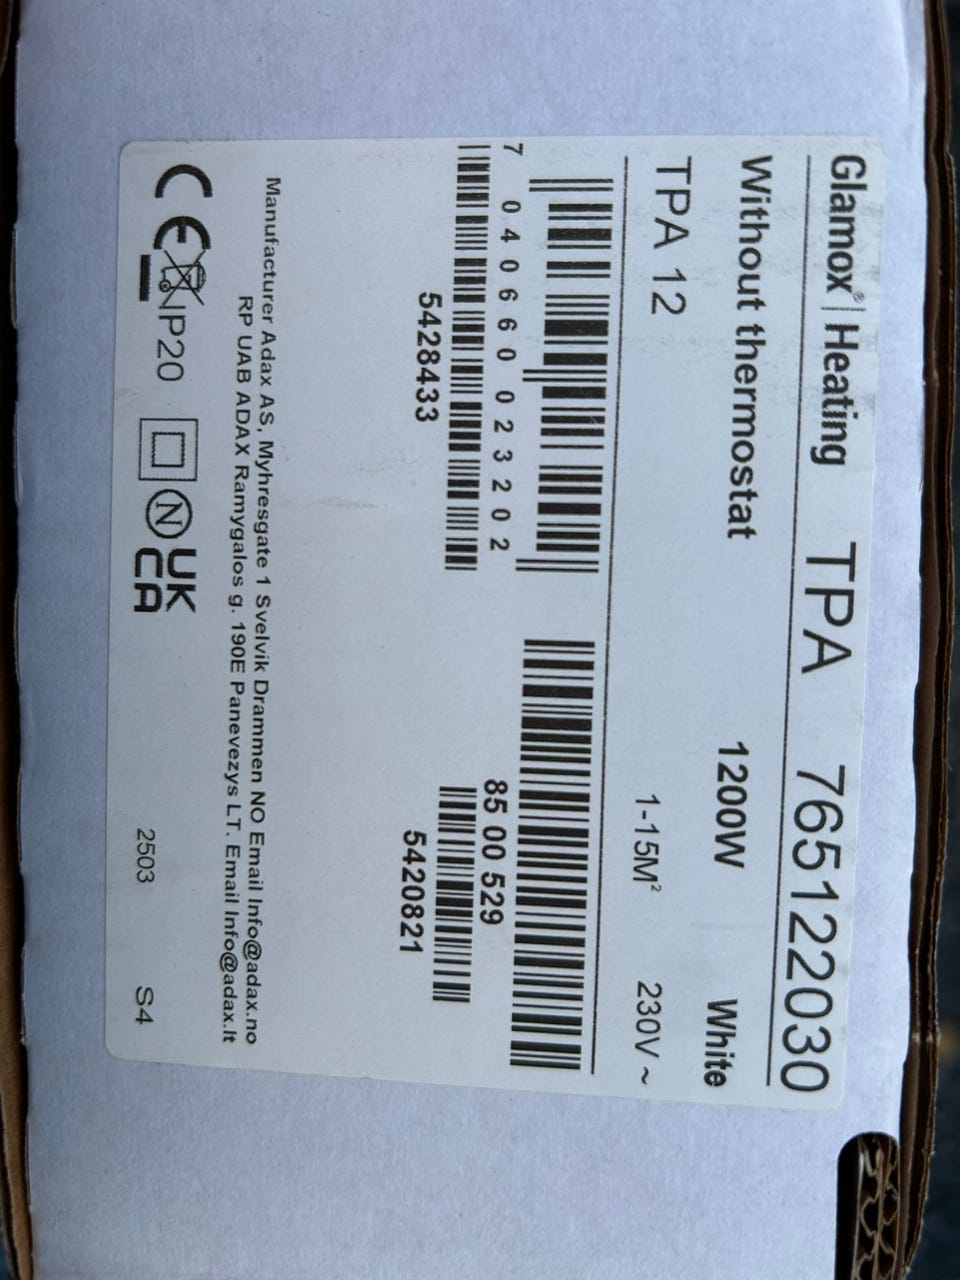 Glamox® | Heating TPA 765122030
Without thermostat 1200W White
TPA 12 1-15M² 230V ~
7 040660 023202
85 00 529
5428433 5420821
Manufacturer Adax AS, Myhresgate 1 Svelvik Drammen NO Email Info@adax.no
RP UAB ADAX Ramygalos g. 190E Panevezys LT. Email Info@adax.lt
CE IP20 N UK CA 2503 S4